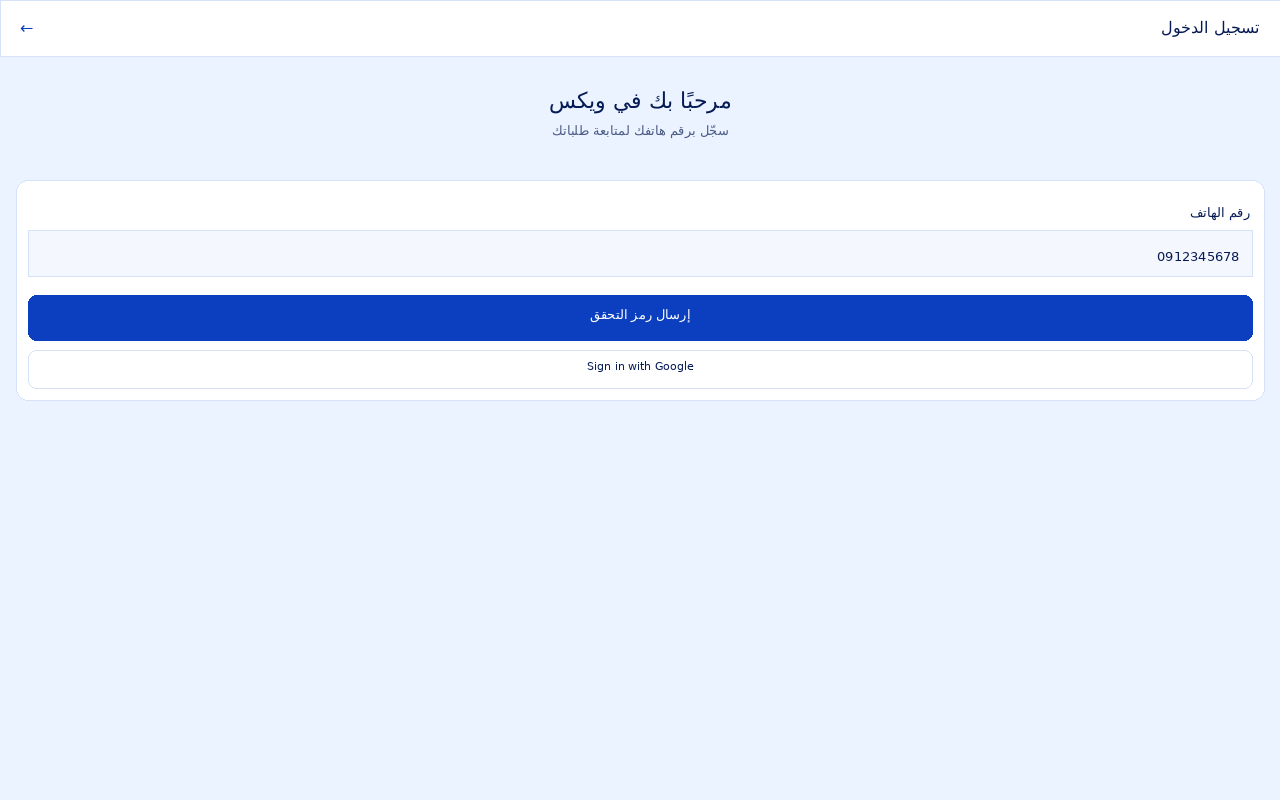 تسجيل الدخول
←
مرحبًا بك في ويكس
سجّل برقم هاتفك لمتابعة طلباتك
رقم الهاتف
0912345678
إرسال رمز التحقق
Sign in with Google